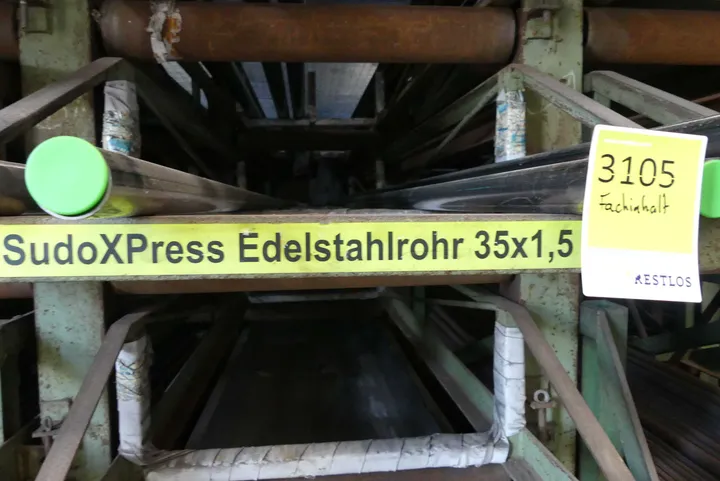 3105
Fachinhalt
SudoXPress Edelstahlrohr 35x1,5
RESTLOS